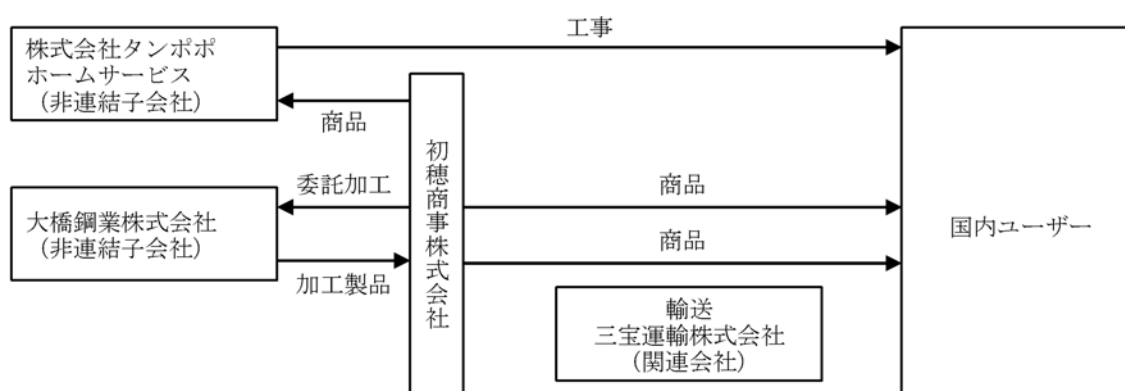 工事
株式会社タンポポ
ホームサービス
（非連結子会社）
商品
初穂商事株式会社
委託加工
商品
大橋鋼業株式会社
（非連結子会社）
商品
加工製品
国内ユーザー
輸送
三宝運輸株式会社
（関連会社）